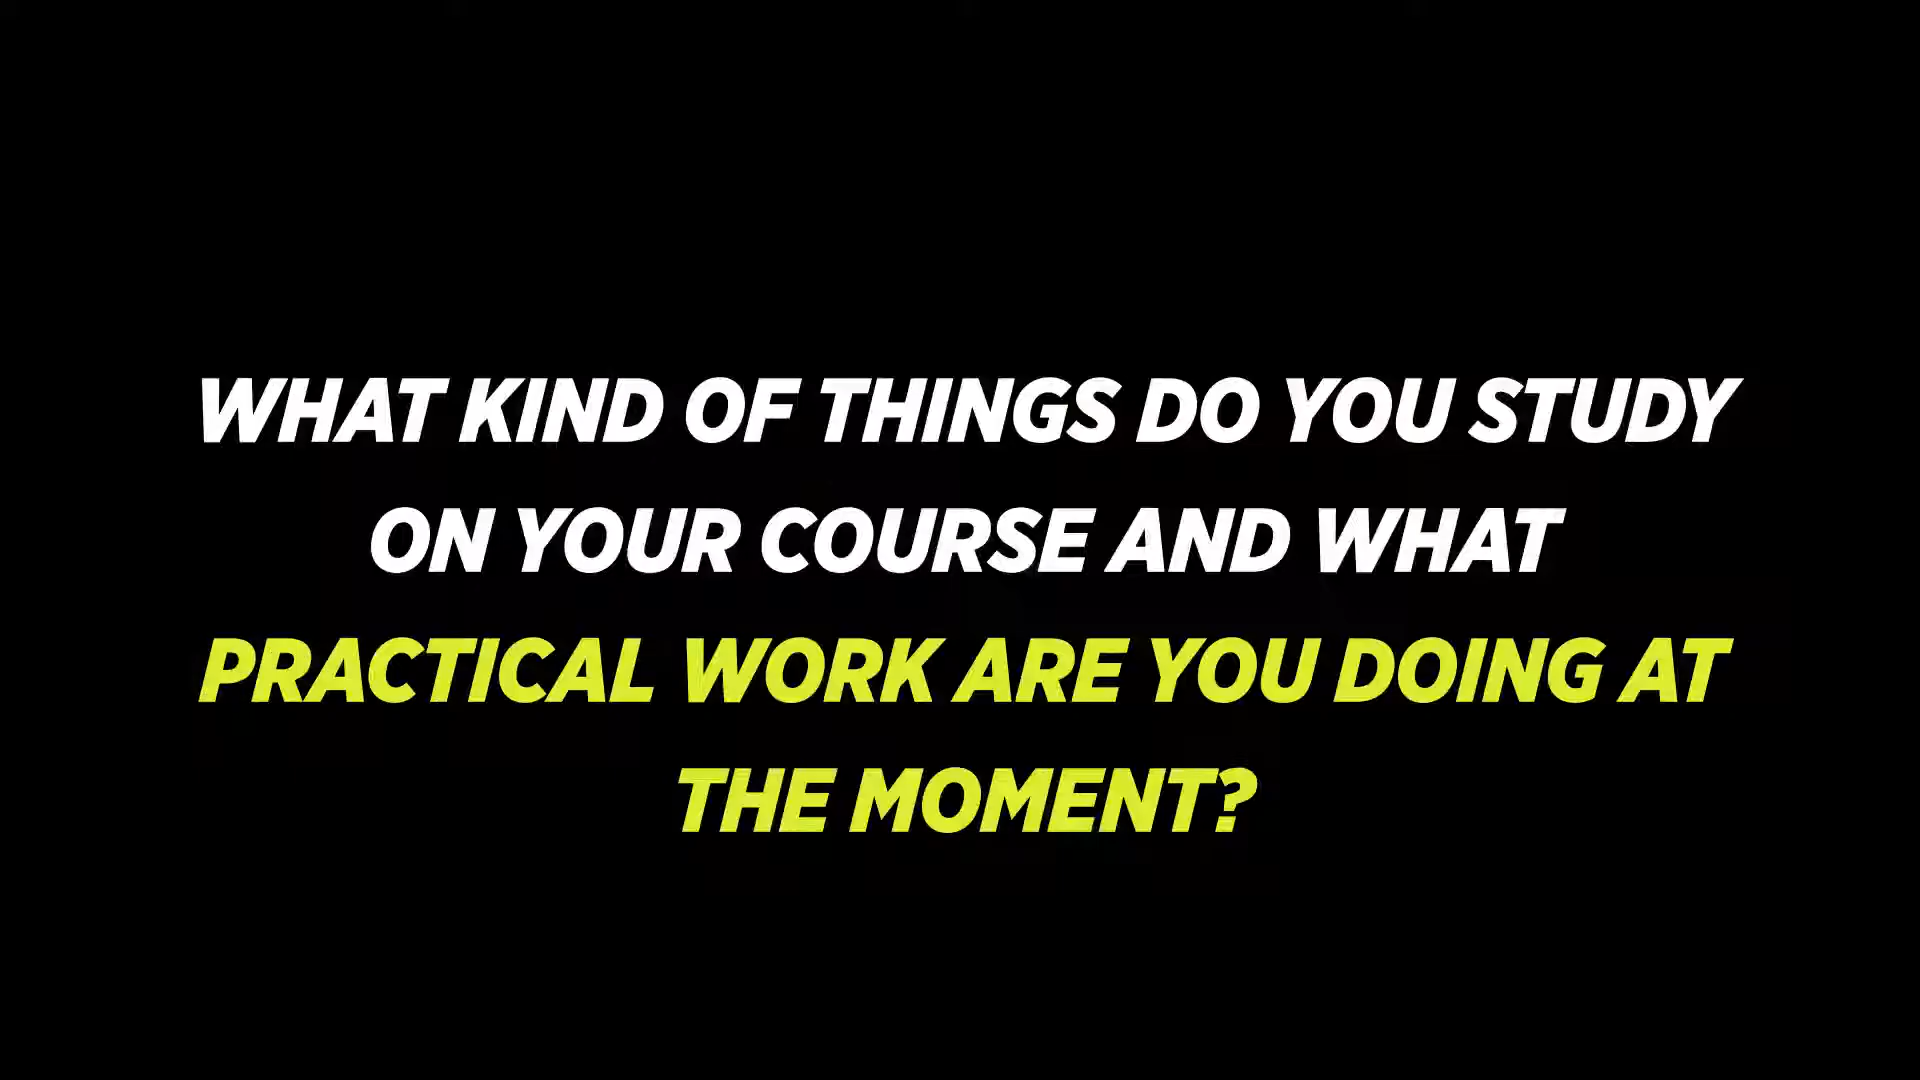 WHAT KIND OF THINGS DO YOU STUDY
ON YOUR COURSE AND WHAT
PRACTICAL WORK ARE YOU DOING AT
THE MOMENT?